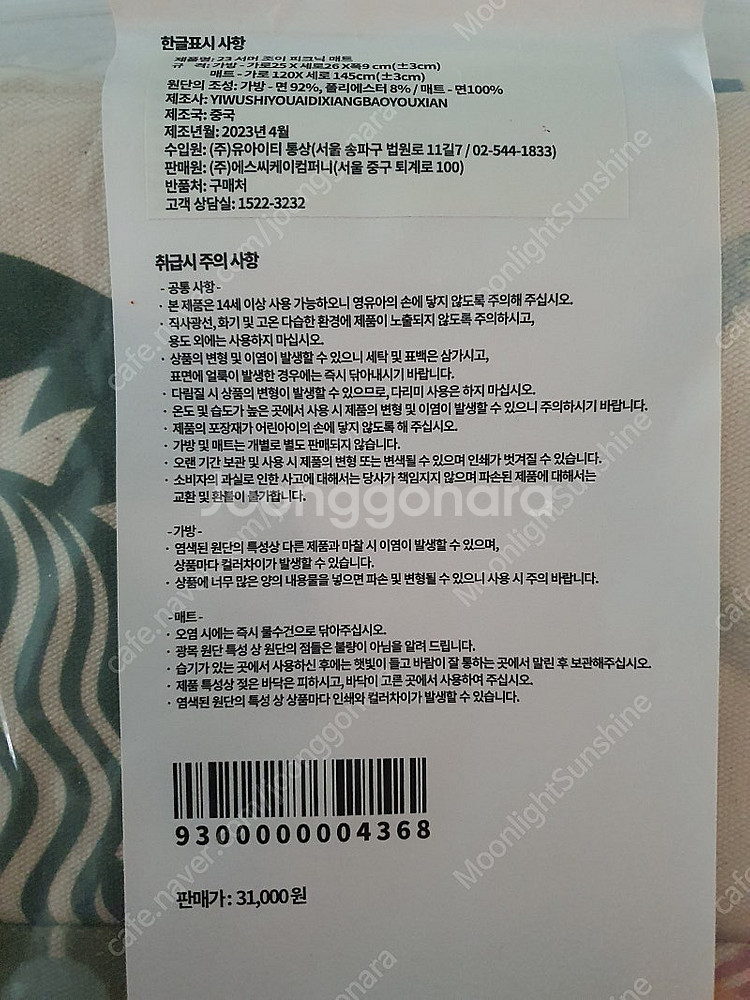 한글표시 사항
제품명: 23 서머 조이 피크닉 매트
규 격: 가방 - 가로25 X 세로26 X폭9 cm(±3cm)
매트 - 가로 120X 세로 145cm(±3cm)
원단의 조성: 가방 - 면 92%, 폴리에스터 8% / 매트 - 면100%
제조사: YIWUSHIYOUAIDIXIANGBAOYOUXIAN
제조국: 중국
제조년월: 2023년 4월
수입원: (주)유아이티 통상(서울 송파구 법원로 11길7 / 02-544-1833)
판매원: (주)에스씨케이컴퍼니(서울 중구 퇴계로 100)
반품처: 구매처
고객 상담실: 1522-3232
취급시 주의 사항
- 공통 사항 -
· 본 제품은 14세 이상 사용 가능하오니 영유아의 손에 닿지 않도록 주의해 주십시오.
· 직사광선, 화기 및 고온 다습한 환경에 제품이 노출되지 않도록 주의하시고,
용도 외에는 사용하지 마십시오.
· 상품의 변형 및 이염이 발생할 수 있으니 세탁 및 표백은 삼가시고,
표면에 얼룩이 발생한 경우에는 즉시 닦아내시기 바랍니다.
· 다림질 시 상품의 변형이 발생할 수 있으므로, 다리미 사용은 하지 마십시오.
· 온도 및 습도가 높은 곳에서 사용 시 제품의 변형 및 이염이 발생할 수 있으니 주의하시기 바랍니다.
· 제품의 포장재가 어린아이의 손에 닿지 않도록 해 주십시오.
· 가방 및 매트는 개별로 별도 판매되지 않습니다.
· 오랜 기간 보관 및 사용 시 제품의 변형 또는 변색될 수 있으며 인쇄가 벗겨질 수 있습니다.
· 소비자의 과실로 인한 사고에 대해서는 당사가 책임지지 않으며 파손된 제품에 대해서는
교환 및 환불이 불가합니다.
joonggonara
- 가방 -
· 염색된 원단의 특성상 다른 제품과 마찰 시 이염이 발생할 수 있으며,
상품마다 컬러차이가 발생할 수 있습니다.
· 상품에 너무 많은 양의 내용물을 넣으면 파손 및 변형될 수 있으니 사용 시 주의 바랍니다.
- 매트 -
· 오염 시에는 즉시 물수건으로 닦아주십시오.
· 광목 원단 특성 상 원단의 점들은 불량이 아님을 알려 드립니다.
· 습기가 있는 곳에서 사용하신 후에는 햇빛이 들고 바람이 잘 통하는 곳에서 말린 후 보관해주십시오.
· 제품 특성상 젖은 바닥은 피하시고, 바닥이 고른 곳에서 사용하여 주십시오.
· 염색된 원단의 특성 상 상품마다 인쇄와 컬러차이가 발생할 수 있습니다.
9300000004368
판매가 : 31,000원
cafe.naver.com/joonggonara
MoonlightSunshine